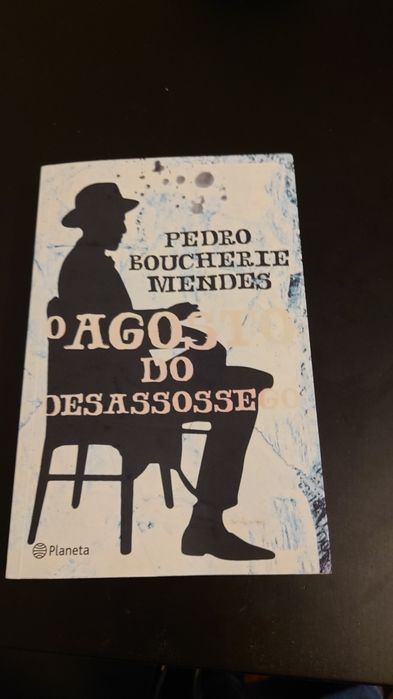 PEDRO
BOUCHERIE
MENDES
O AGOSTO
DO
DESASSOSSEGO
Planeta